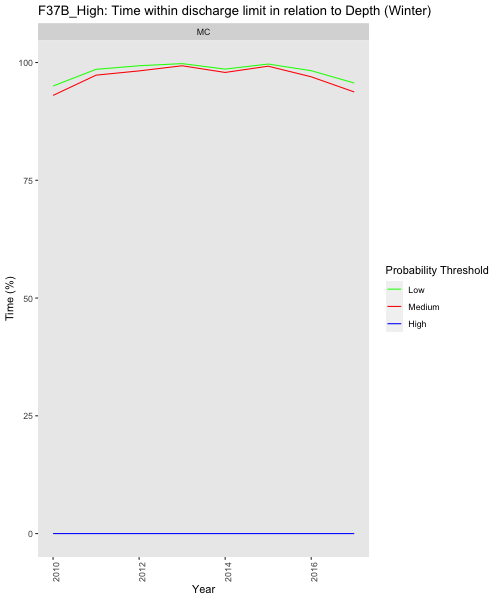 F37B_High: Time within discharge limit in relation to Depth (Winter)
MC
100
75
50
25
0
Time (%)
2010
2012
2014
2016
Year
Probability Threshold
Low
Medium
High